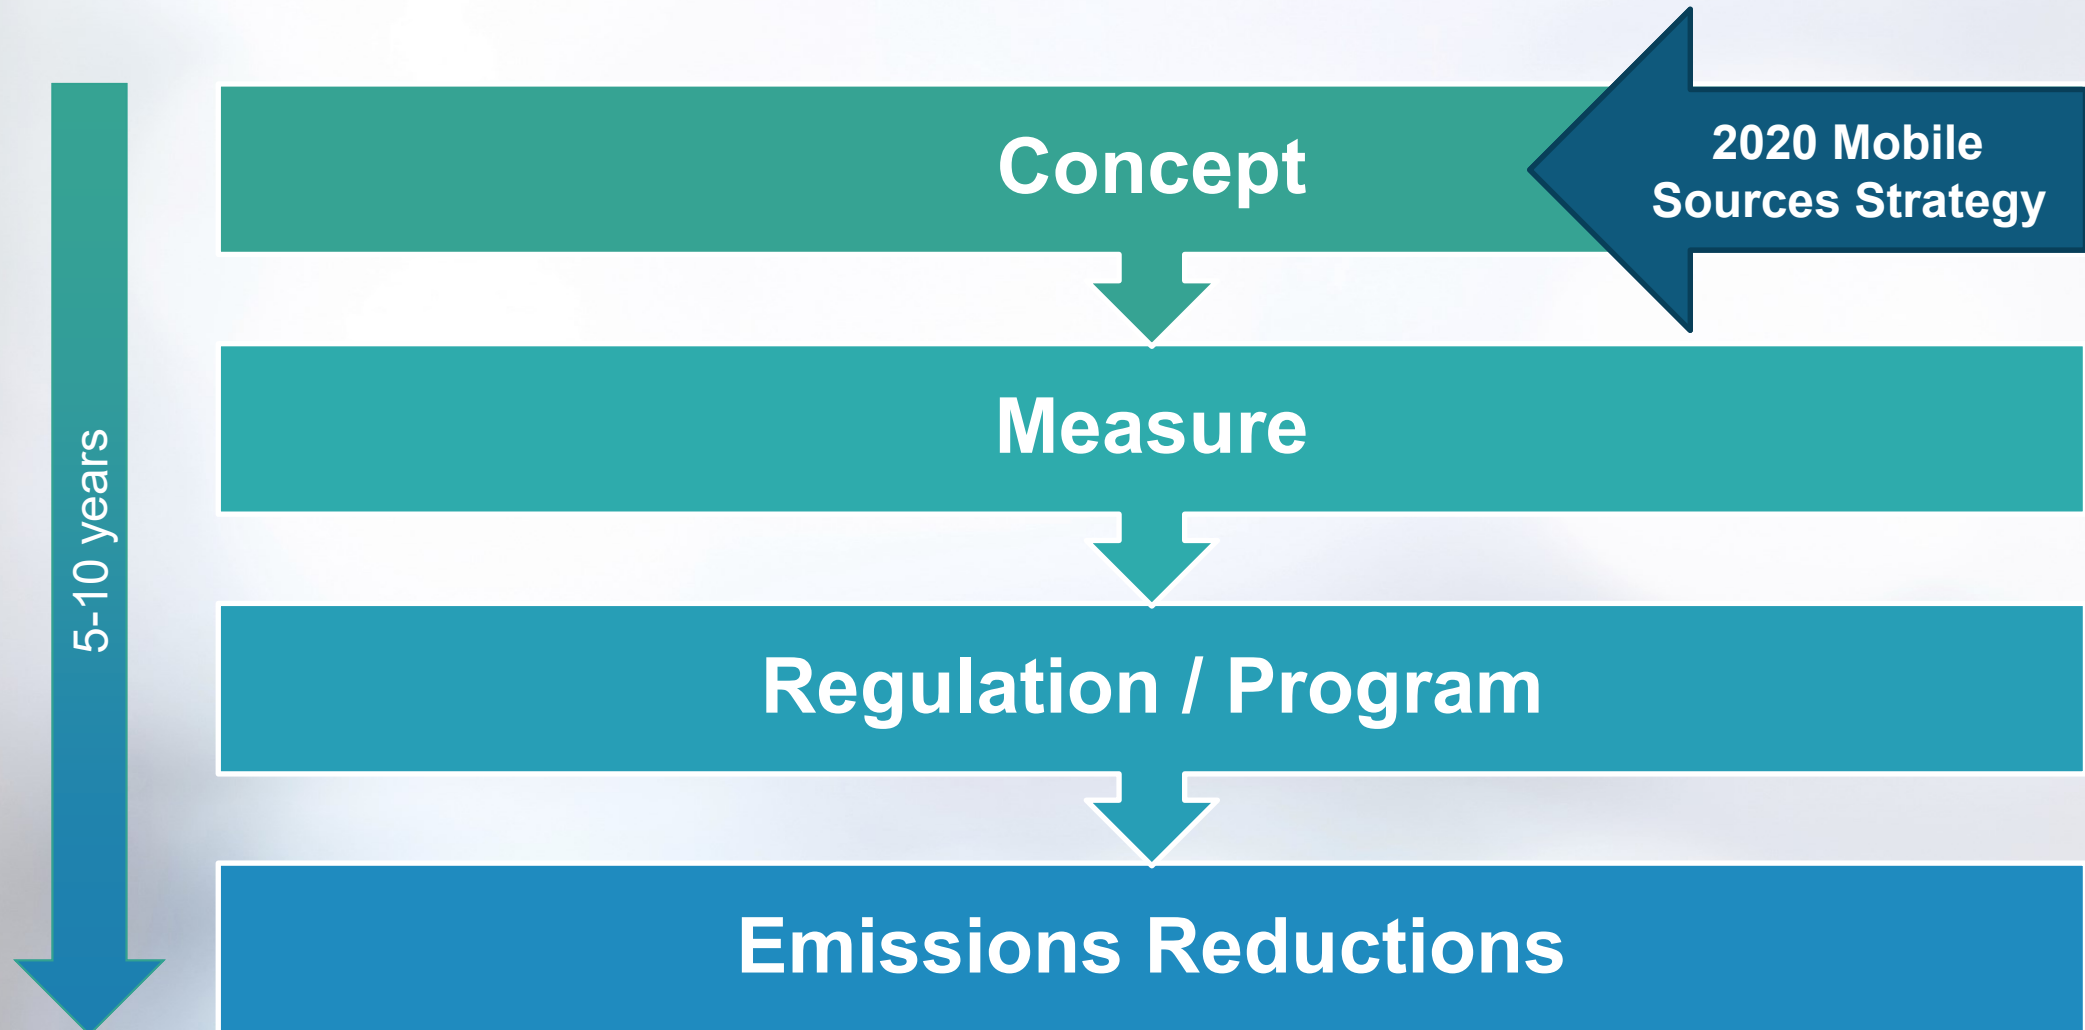 Concept
2020 Mobile
Sources Strategy
Measure
5-10 years
Regulation / Program
Emissions Reductions